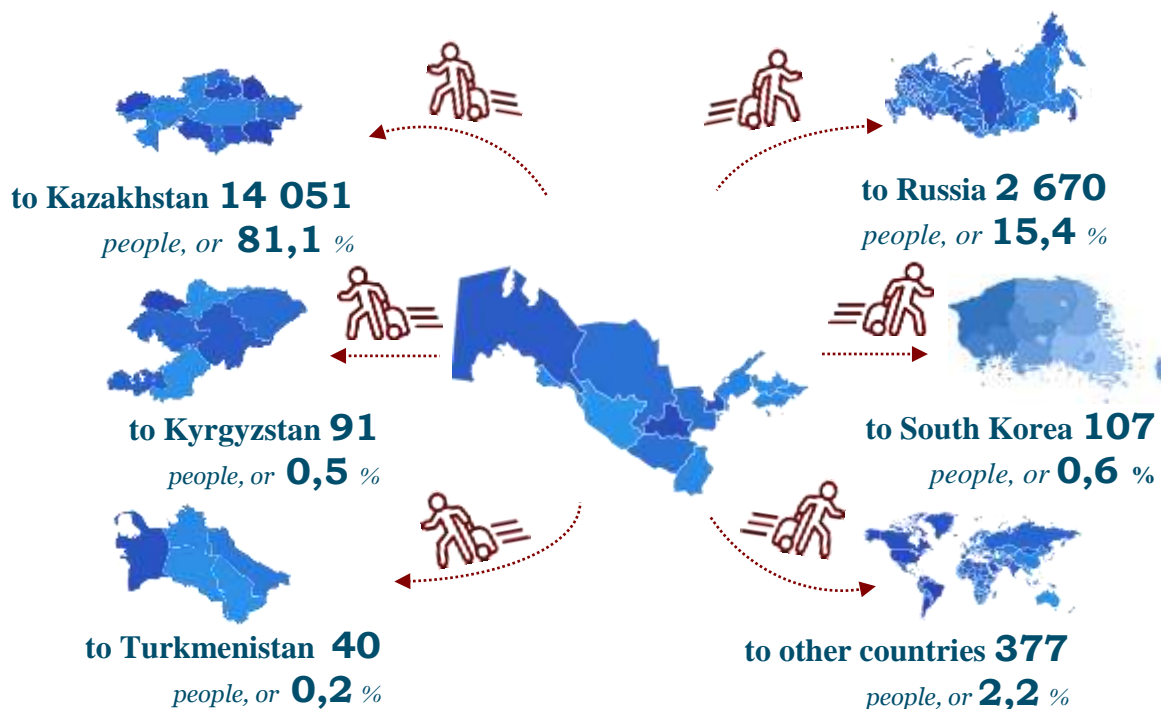 to Kazakhstan 14 051
people, or 81,1 %
to Russia 2 670
people, or 15,4 %
to Kyrgyzstan 91
people, or 0,5 %
to South Korea 107
people, or 0,6 %
to Turkmenistan 40
people, or 0,2 %
to other countries 377
people, or 2,2 %